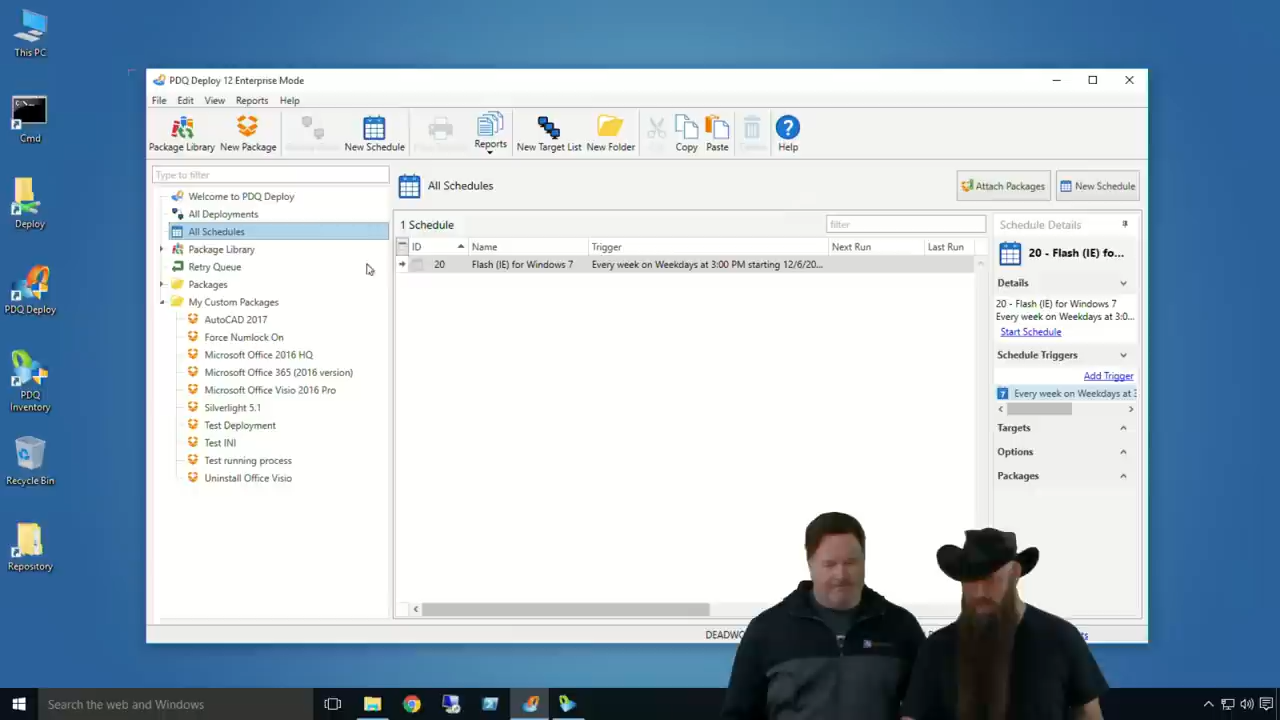 This PC
Cmd
Deploy
PDQ Deploy
PDQ
Inventory
Recycle Bin
Repository
PDQ Deploy 12 Enterprise Mode
File Edit View Reports Help
Package Library New Package New Schedule Reports New Target List New Folder Copy Paste Help
Type to filter
Welcome to PDQ Deploy
All Deployments
All Schedules
Package Library
Retry Queue
Packages
My Custom Packages
AutoCAD 2017
Force Numlock On
Microsoft Office 2016 HQ
Microsoft Office 365 (2016 version)
Microsoft Office Visio 2016 Pro
Silverlight 5.1
Test Deployment
Test INI
Test running process
Uninstall Office Visio
All Schedules
Attach Packages New Schedule
1 Schedule filter
ID Name Trigger Next Run Last Run
20 Flash (IE) for Windows 7 Every week on Weekdays at 3:00 PM starting 12/6/20...
Schedule Details
20 - Flash (IE) fo...
Details
20 - Flash (IE) for Windows 7
Every week on Weekdays at 3:0...
Start Schedule
Schedule Triggers
Add Trigger
7 Every week on Weekdays at 3
Targets
Options
Packages
Search the web and Windows